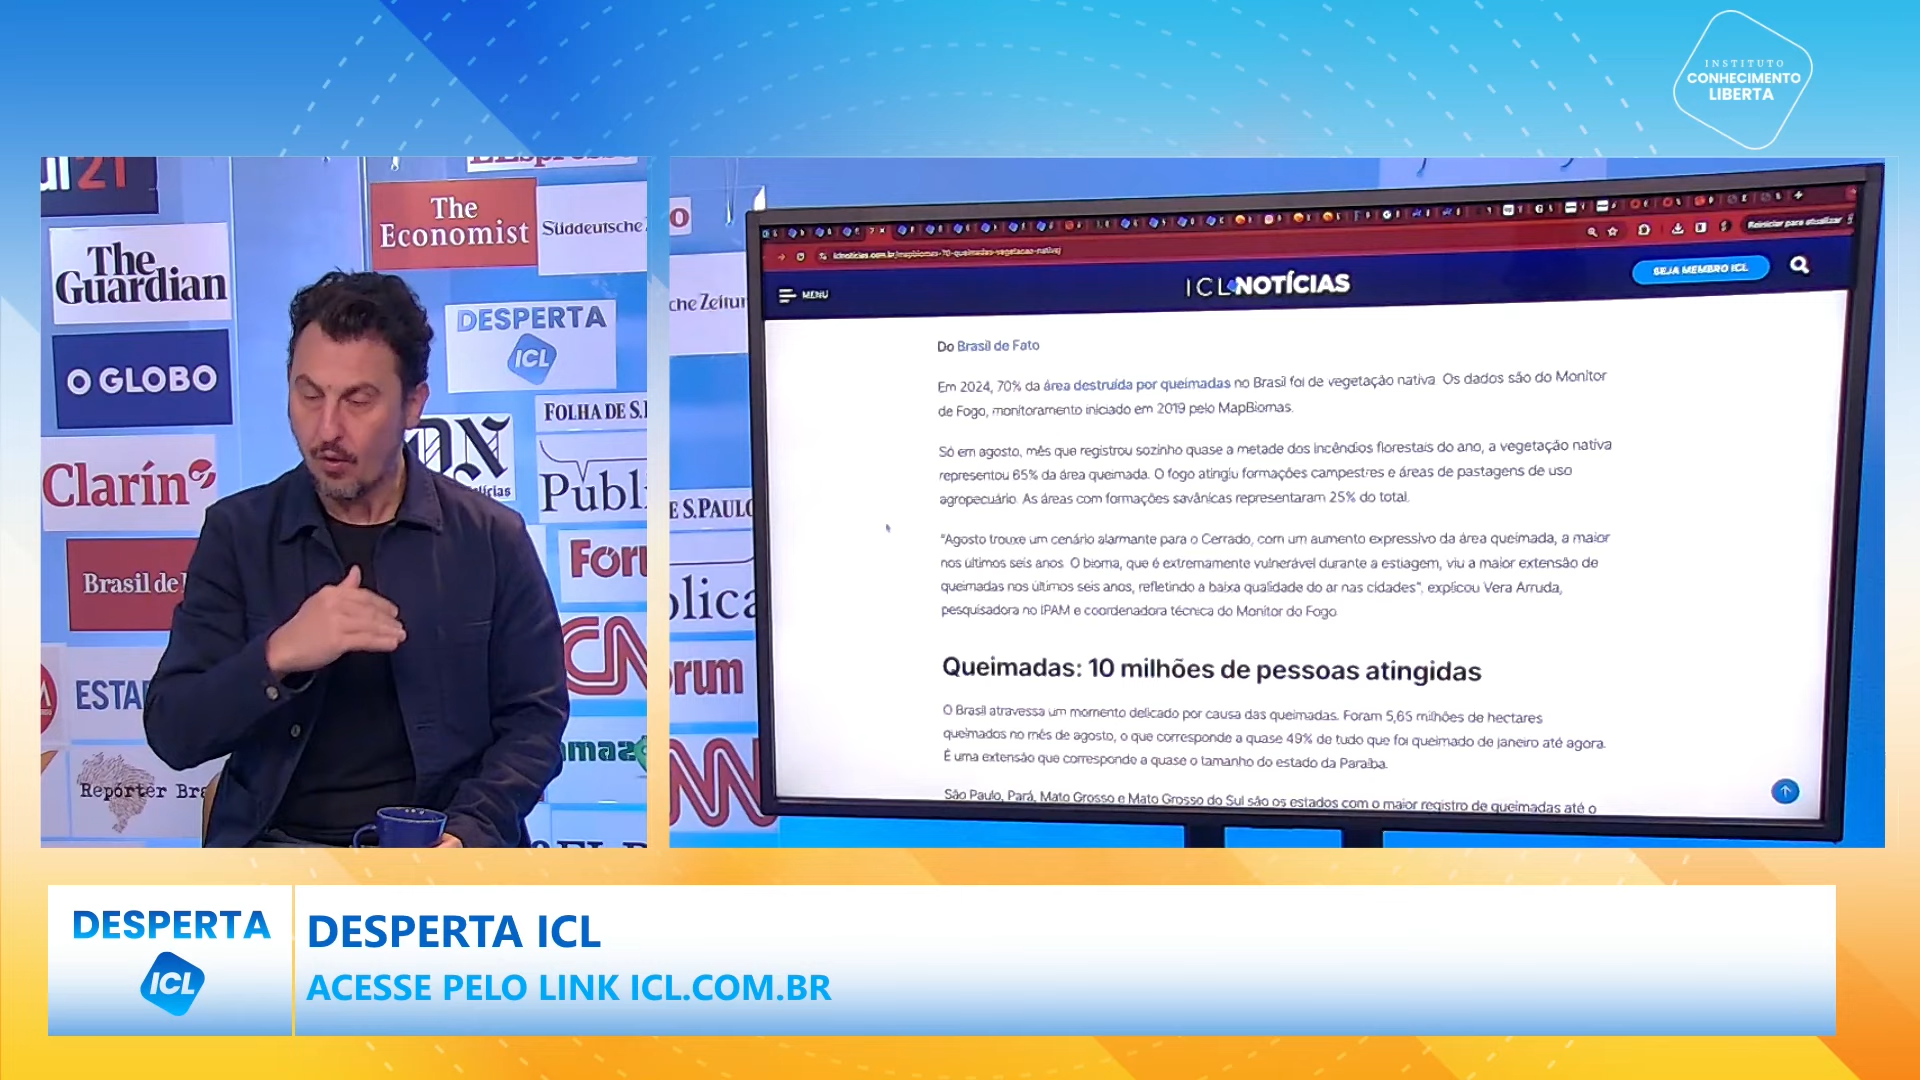 INSTITUTO
CONHECIMENTO
LIBERTA
21
The
Guardian
O GLOBO
Clarín
Brasil de
ESTA
Repórter Bra
The
Economist
Süddeutsche
DESPERTA
ICL
FOLHA DE S.
Públi
Foru
che Zeitun
E S.PAULO
blica
orum
MENU
ICL NOTÍCIAS
SEJA MEMBRO ICL
Do Brasil de Fato
Em 2024, 70% da área destruída por queimadas no Brasil foi de vegetação nativa. Os dados são do Monitor
de Fogo, monitoramento iniciado em 2019 pelo MapBiomas.
Só em agosto, mês que registrou sozinho quase a metade dos incêndios florestais do ano, a vegetação nativa
representou 65% da área queimada. O fogo atingiu formações campestres e áreas de pastagens de uso
agropecuário. As áreas com formações savânicas representaram 25% do total.
"Agosto trouxe um cenário alarmante para o Cerrado, com um aumento expressivo da área queimada, a maior
nos últimos seis anos. O bioma, que é extremamente vulnerável durante a estiagem, viu a maior extensão de
queimadas nos últimos seis anos, refletindo a baixa qualidade do ar nas cidades", explicou Vera Arruda,
pesquisadora no IPAM e coordenadora técnica do Monitor do Fogo.
Queimadas: 10 milhões de pessoas atingidas
O Brasil atravessa um momento delicado por causa das queimadas. Foram 5,65 milhões de hectares
queimados no mês de agosto, o que corresponde a quase 49% de tudo que foi queimado de janeiro até agora.
É uma extensão que corresponde a quase o tamanho do estado da Paraíba.
São Paulo, Pará, Mato Grosso e Mato Grosso do Sul são os estados com o maior registro de queimadas até o
DESPERTA
ICL
DESPERTA ICL
ACESSE PELO LINK ICL.COM.BR